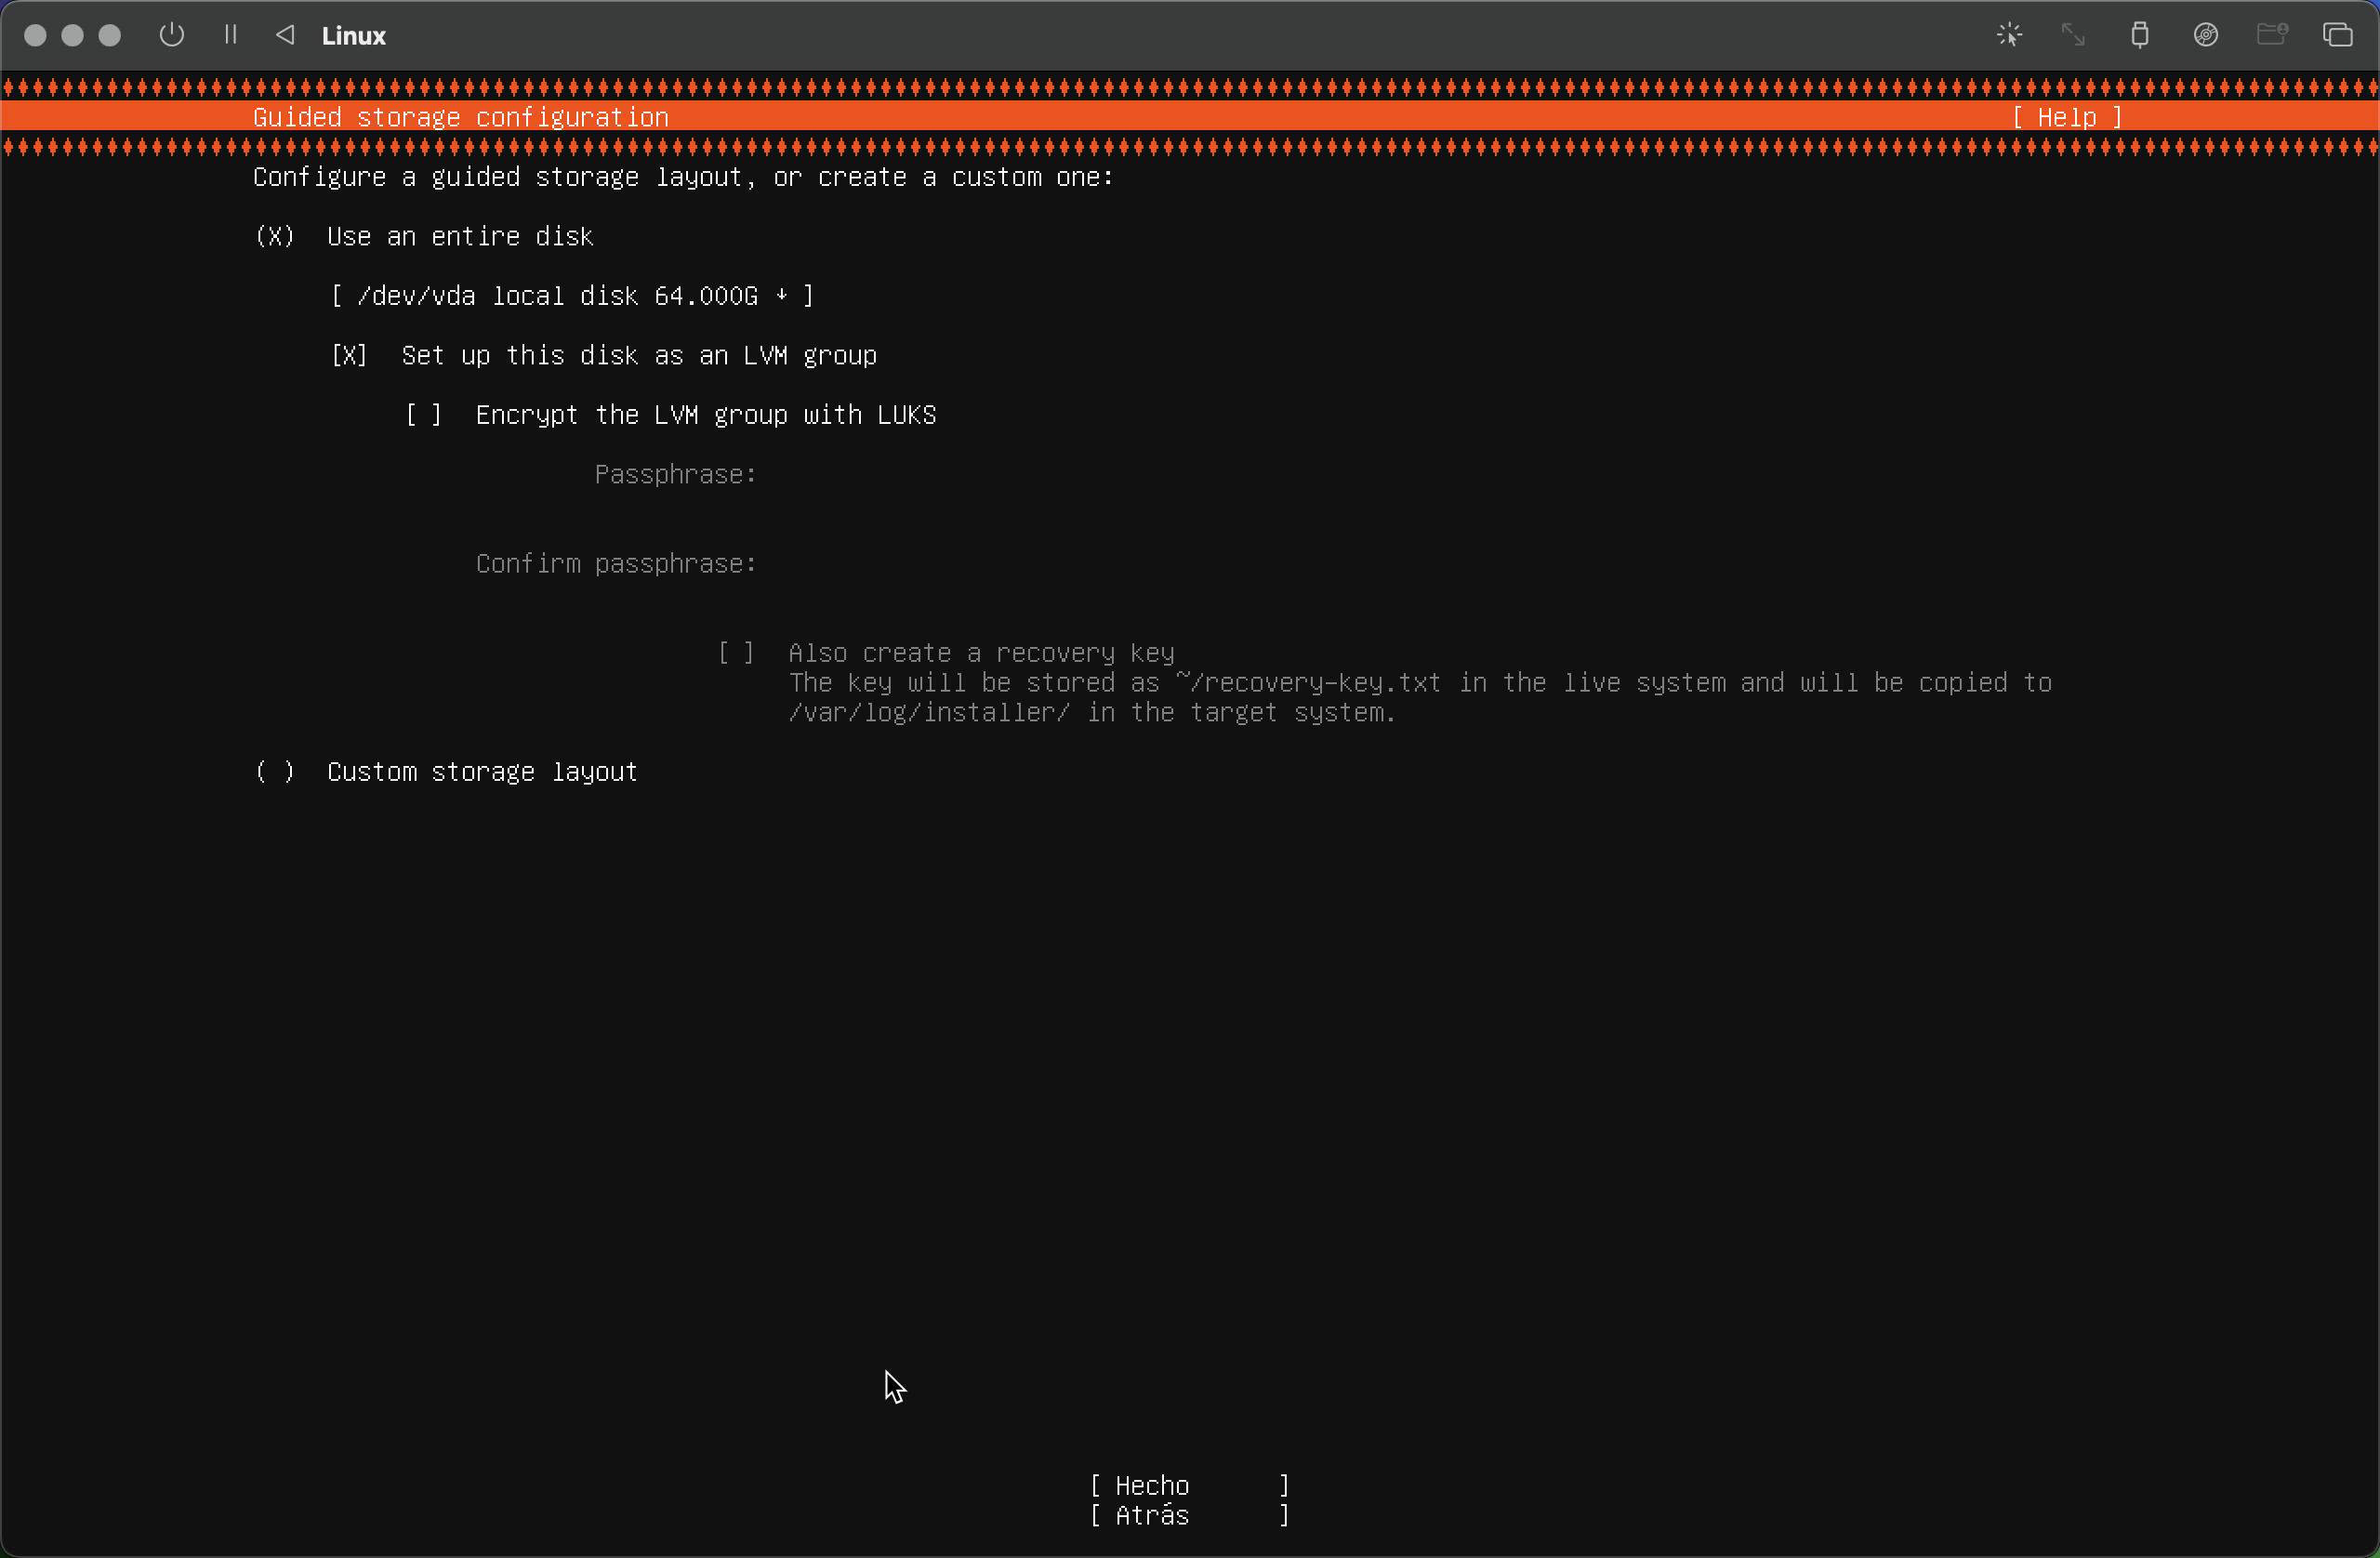 Linux
Guided storage configuration [ Help ]
Configure a guided storage layout, or create a custom one:
(X) Use an entire disk
[ /dev/vda local disk 64.000G ↓ ]
[X] Set up this disk as an LVM group
[ ] Encrypt the LVM group with LUKS
Passphrase:
Confirm passphrase:
[ ] Also create a recovery key
The key will be stored as ~/recovery-key.txt in the live system and will be copied to
/var/log/installer/ in the target system.
( ) Custom storage layout
[ Hecho ]
[ Atrás ]